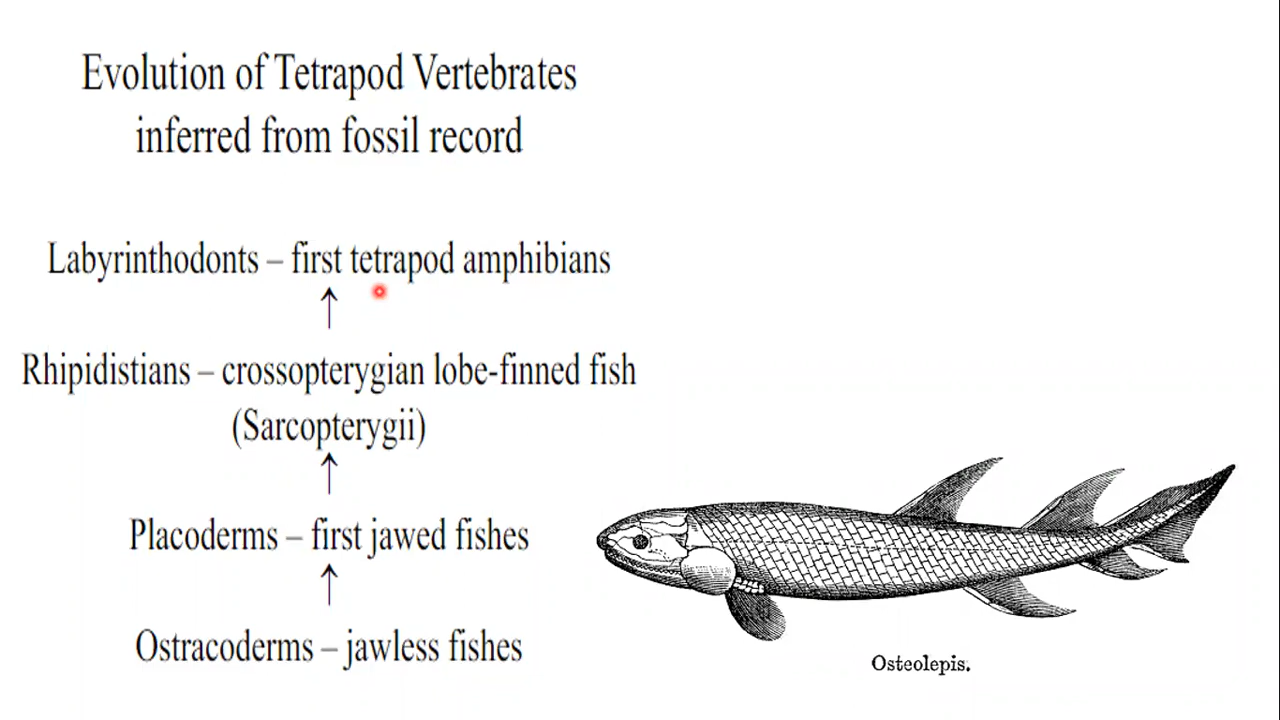 Evolution of Tetrapod Vertebrates
inferred from fossil record
Labyrinthodonts – first tetrapod amphibians
↑
Rhipidistians – crossopterygian lobe-finned fish
(Sarcopterygii)
↑
Placoderms – first jawed fishes
↑
Ostracoderms – jawless fishes
Osteolepis.